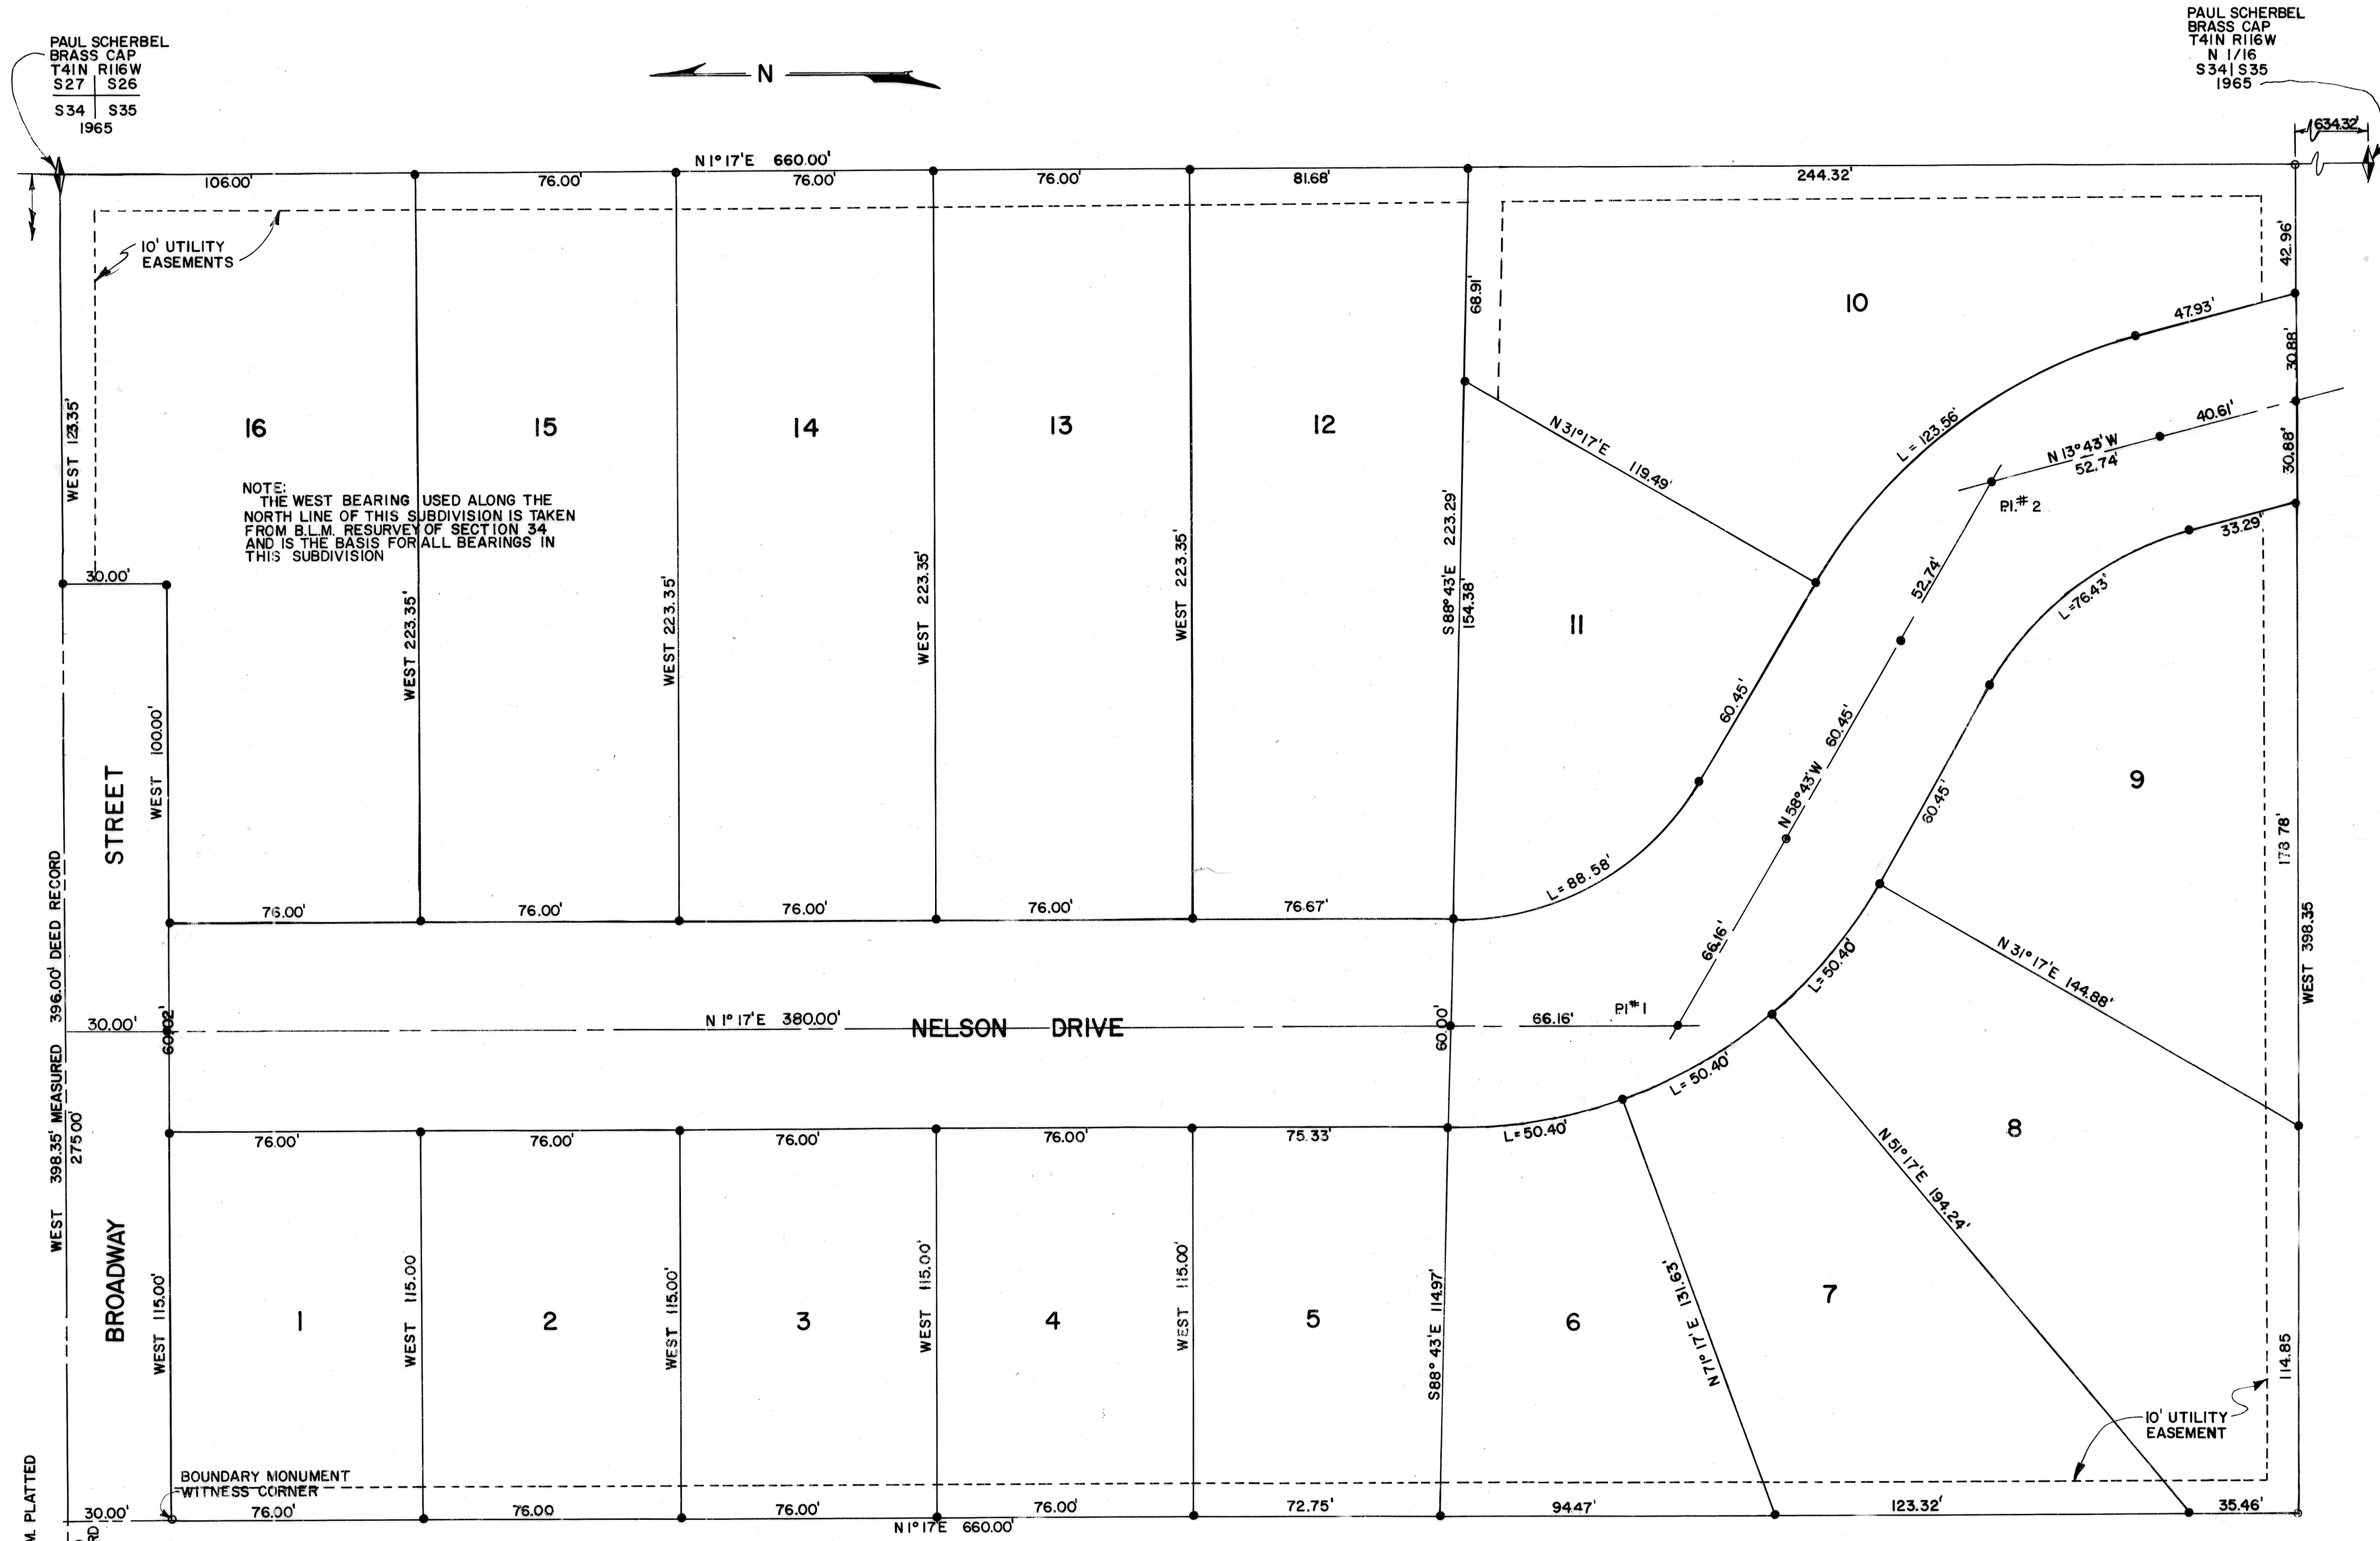 PAUL SCHERBEL
BRASS CAP
T41N R116W
S27 | S26
S34 | S35
1965
N
PAUL SCHERBEL
BRASS CAP
T41N R116W
N 1/16
S34 | S35
1965
634.32'
N 1° 17' E 660.00'
106.00'
76.00'
76.00'
76.00'
81.68'
244.32'
10' UTILITY
EASEMENTS
42.96'
47.93'
30.88'
40.61'
30.88'
N 13° 43' W
52.74'
P.I.# 2
33.29'
L = 123.56'
L = 76.43'
10
68.91'
N 31° 17' E 119.49'
16
15
14
13
12
11
WEST 123.35'
NOTE:
THE WEST BEARING USED ALONG THE
NORTH LINE OF THIS SUBDIVISION IS TAKEN
FROM B.L.M. RESURVEY OF SECTION 34
AND IS THE BASIS FOR ALL BEARINGS IN
THIS SUBDIVISION
30.00'
WEST 100.00'
WEST 223.35'
WEST 223.35'
WEST 223.35'
WEST 223.35'
S 88° 43' E 223.29'
154.38'
52.74'
60.45'
60.45'
N 58° 43' W
60.45'
66.16'
9
178.78'
WEST 398.35
STREET
76.00'
76.00'
76.00'
76.00'
76.67'
L = 88.58'
L = 50.40'
N 31° 17' E 144.88'
WEST 398.35' MEASURED 396.00' DEED RECORD
275.00'
30.00'
60.02'
N 1° 17' E 380.00'
NELSON DRIVE
60.00'
66.16'
P.I.# 1
L = 50.40'
L = 50.40'
76.00'
76.00'
76.00'
76.00'
75.33'
BROADWAY
WEST 115.00'
WEST 115.00
WEST 115.00'
WEST 115.00'
WEST 115.00'
S 88° 43' E 114.97'
N 71° 17' E 131.63'
N 51° 17' E 194.24'
1
2
3
4
5
6
7
8
114.85
10' UTILITY
EASEMENT
BOUNDARY MONUMENT
WITNESS CORNER
30.00'
76.00'
76.00
76.00'
76.00'
72.75'
94.47'
123.32'
35.46'
N 1° 17' E 660.00'
M. PLATTED
RD